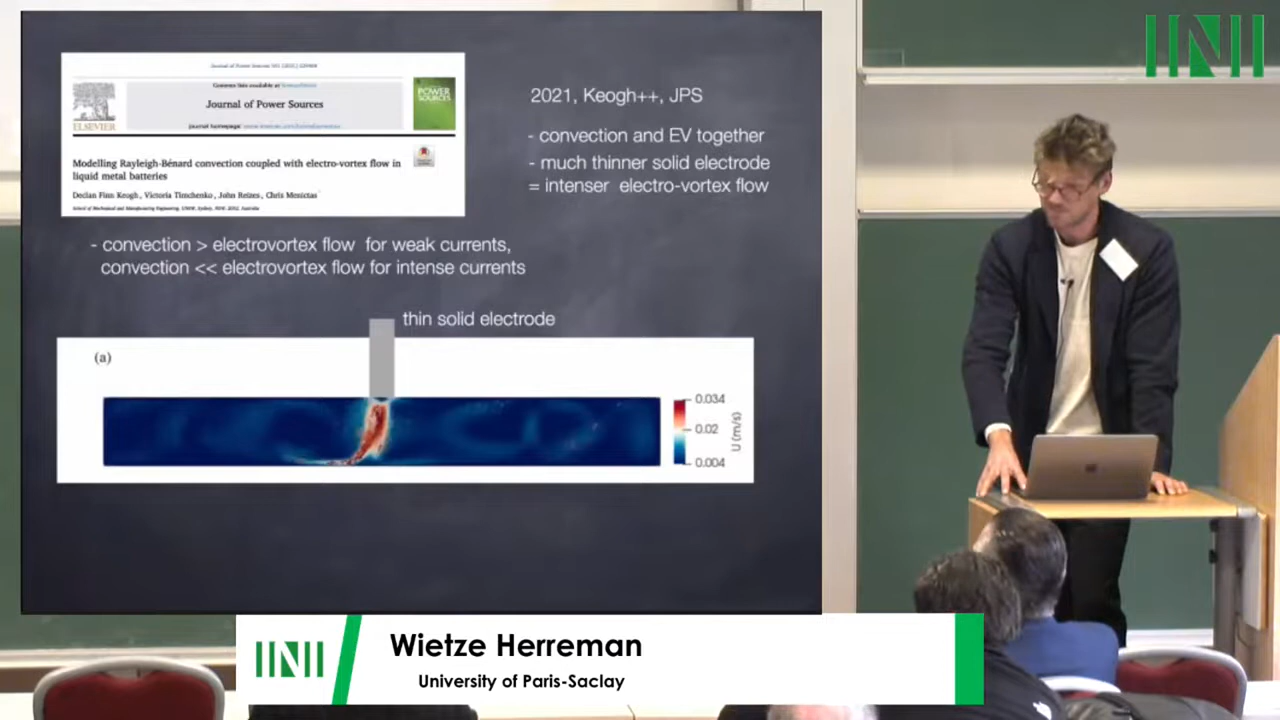 Journal of Power Sources
journal homepage:
POWER SOURCES
ELSEVIER
Modelling Rayleigh-Bénard convection coupled with electro-vortex flow in
liquid metal batteries
Declan Finn Keogh, Victoria Timchenko, John Reizes, Chris Menictas
2021, Keogh++, JPS
- convection and EV together
- much thinner solid electrode
= intenser electro-vortex flow
- convection > electrovortex flow for weak currents,
convection << electrovortex flow for intense currents
thin solid electrode
(a)
0.034
0.02
0.004
U (m/s)
Wietze Herreman
University of Paris-Saclay